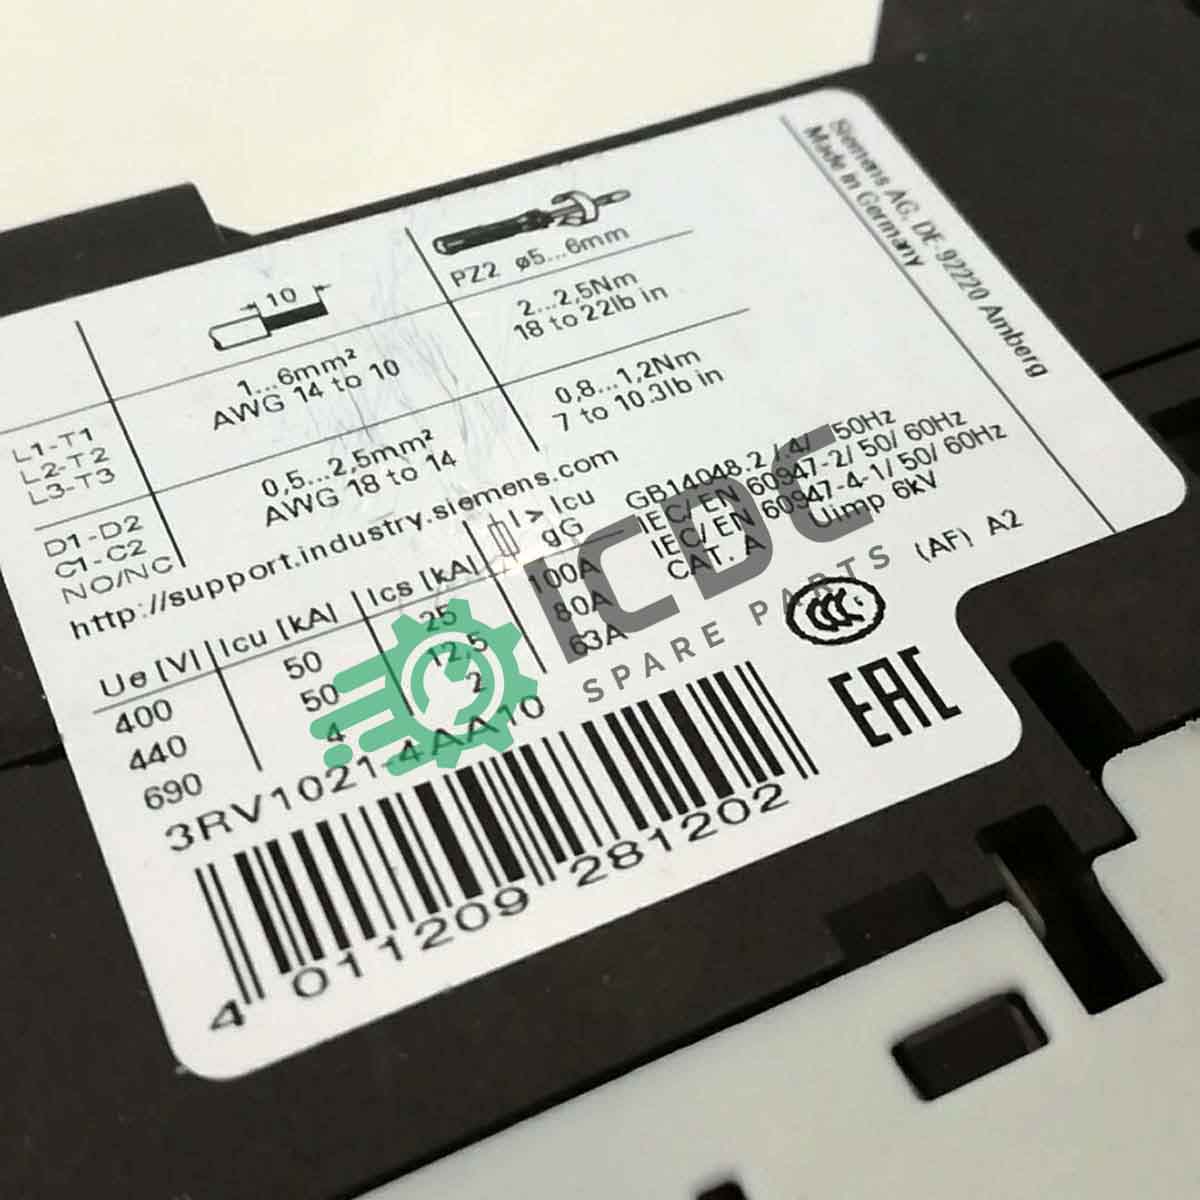 10
PZ2 ø5...6mm
L1-T1
L2-T2
L3-T3
1...6mm²
AWG 14 to 10
2...2,5Nm
18 to 22lb in
D1-D2
C1-C2
NO/NC
0,5...2,5mm²
AWG 18 to 14
0,8...1,2Nm
7 to 10.3lb in
http://support.industry.siemens.com
Ue [V] Icu [kA] Ics [kA] I > Icu gG
400 50 25 100A
440 50 12,5 80A
690 4 2 63A
GB14048.2 /.4/ 50Hz
IEC/ EN 60947-2/ 50/ 60Hz
IEC/ EN 60947-4-1/ 50/ 60Hz
CAT. A Uimp 6kV
CCC
(AF) A2
EAC
3RV1021-4AA10
4 011209 281202
Siemens AG, DE-92220 Amberg
Made in Germany
ICDC
SPARE PARTS